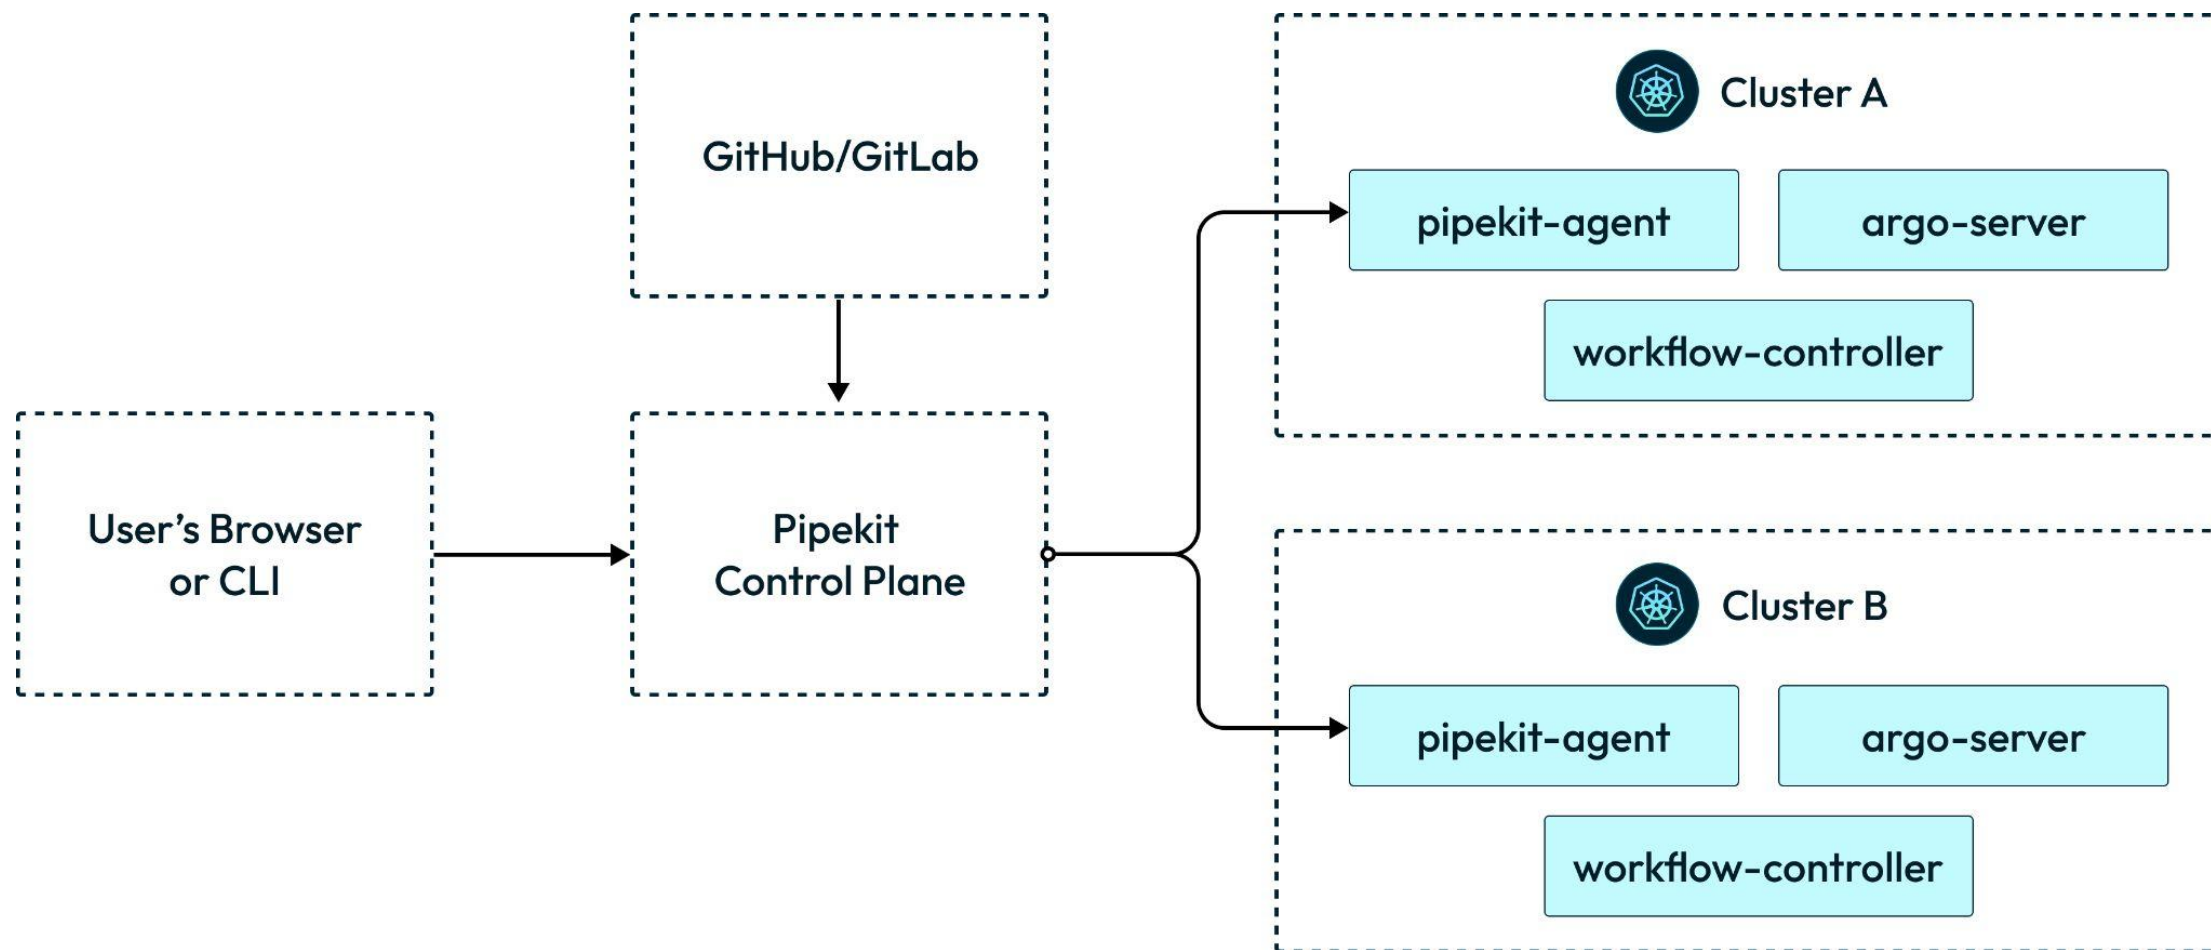 GitHub/GitLab
User’s Browser
or CLI
Pipekit
Control Plane
Cluster A
pipekit-agent
argo-server
workflow-controller
Cluster B
pipekit-agent
argo-server
workflow-controller